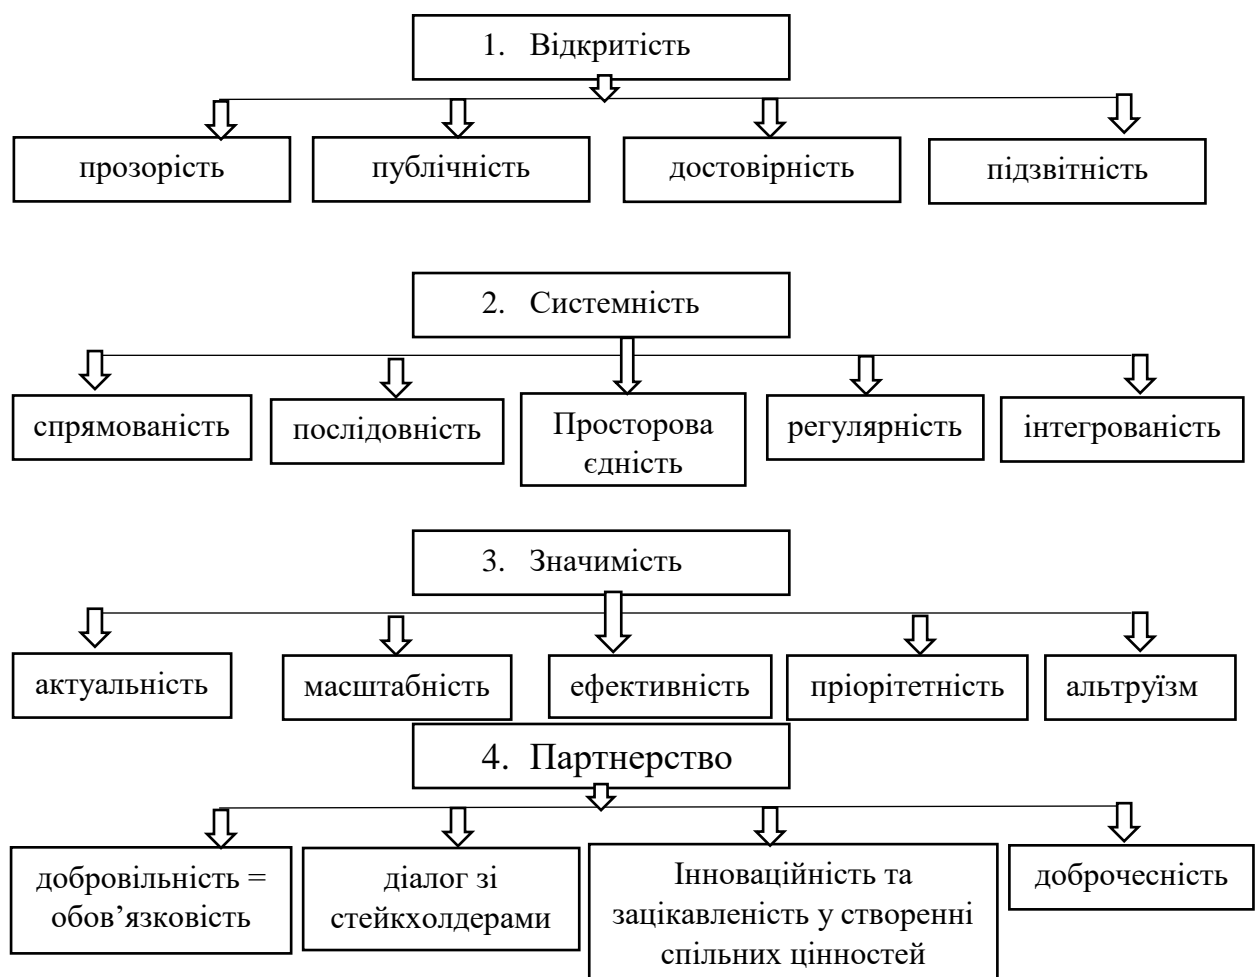 1. Відкритість
прозорість
публічність
достовірність
підзвітність
2. Системність
спрямованість
послідовність
Просторова
єдність
регулярність
інтегрованість
3. Значимість
актуальність
масштабність
ефективність
пріорітетність
альтруїзм
4. Партнерство
добровільність =
обов’язковість
діалог зі
стейкхолдерами
Інноваційність та
зацікавленість у створенні
спільних цінностей
доброчесність